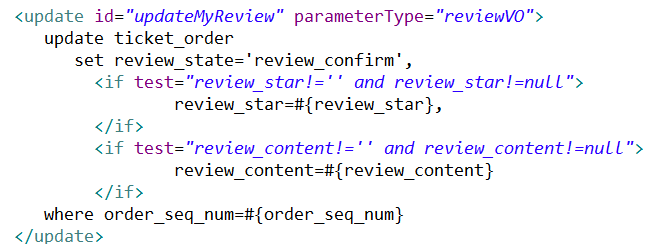 <update id="updateMyReview" parameterType="reviewVO">
update ticket_order
set review_state='review_confirm',
<if test="review_star!='' and review_star!=null">
review_star=#{review_star},
</if>
<if test="review_content!='' and review_content!=null">
review_content=#{review_content}
</if>
where order_seq_num=#{order_seq_num}
</update>